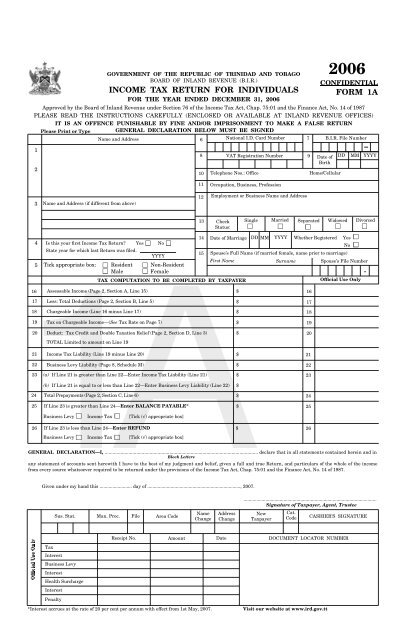 2006
GOVERNMENT OF THE REPUBLIC OF TRINIDAD AND TOBAGO
BOARD OF INLAND REVENUE (B.I.R.)
CONFIDENTIAL
INCOME TAX RETURN FOR INDIVIDUALS
FORM 1A
FOR THE YEAR ENDED DECEMBER 31, 2006
Approved by the Board of Inland Revenue under Section 76 of the Income Tax Act, Chap. 75:01 and the Finance Act, No. 14 of 1987
PLEASE READ THE INSTRUCTIONS CAREFULLY (ENCLOSED OR AVAILABLE AT INLAND REVENUE OFFICES)
IT IS AN OFFENCE PUNISHABLE BY FINE AND/OR IMPRISONMENT TO MAKE A FALSE RETURN
Please Print or Type GENERAL DECLARATION BELOW MUST BE SIGNED
Name and Address
1
2
6 National I.D. Card Number
7 B.I.R. File Number
8 VAT Registration Number
9 Date of Birth DD MM YYYY
10 Telephone Nos.: Office Home/Cellular
11 Occupation, Business, Profession
12 Employment or Business Name and Address
3 Name and Address (if different from above)
13 Check Status: Single Married Separated Widowed Divorced
4 Is this your first Income Tax Return? Yes No
State year for which last Return was filed.
YYYY
14 Date of Marriage DD MM YYYY Whether Registered Yes
No
5 Tick appropriate box: Resident Non-Resident
Male Female
15 Spouse's Full Name (if married female, name prior to marriage)
First Name Surname Spouse's File Number
TAX COMPUTATION TO BE COMPLETED BY TAXPAYER Official Use Only
16 Assessable Income (Page 2, Section A, Line 15) $ 16
17 Less: Total Deductions (Page 2, Section B, Line 5) $ 17
18 Chargeable Income (Line 16 minus Line 17) $ 18
19 Tax on Chargeable Income—(See Tax Rate on Page 7) $ 19
20 Deduct: Tax Credit and Double Taxation Relief (Page 2, Section D, Line 3) $ 20
TOTAL Limited to amount on Line 19
21 Income Tax Liability (Line 19 minus Line 20) $ 21
22 Business Levy Liability (Page 8, Schedule ) $ 22
23 (a) If Line 21 is greater than Line 22—Enter Income Tax Liability (Line 21) $ 23
(b) If Line 21 is equal to or less than Line 22—Enter Business Levy Liability (Line 22) $
24 Total Prepayments (Page 2, Section C, Line 6) $ 24
25 If Line 23 is greater than Line 24—Enter BALANCE PAYABLE* $ 25
Business Levy Income Tax [Tick (√) appropriate box]
26 If Line 23 is less than Line 24—Enter REFUND $ 26
Business Levy Income Tax [Tick (√) appropriate box]
GENERAL DECLARATION—I, declare that in all statements contained herein and in
Block Letters
any statement of accounts sent herewith I have to the best of my judgment and belief, given a full and true Return, and particulars of the whole of the income
from every source whatsoever required to be returned under the provisions of the Income Tax Act, Chap. 75:01 and the Finance Act, No. 14 of 1987.
Given under my hand this day of , 2007.
Signature of Taxpayer, Agent, Trustee
Official Use Only
Sus. Stat. Man. Proc. File Area Code Name Change Address Change New Taxpayer Cat. Code CASHIER'S SIGNATURE
Receipt No. Amount Date DOCUMENT LOCATOR NUMBER
Tax
Interest
Business Levy
Interest
Health Surcharge
Interest
Penalty
*Interest accrues at the rate of 20 per cent per annum with effect from 1st May, 2007. Visit our website at www.ird.gov.tt